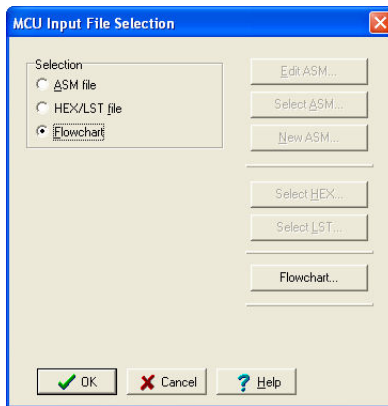 MCU Input File Selection
Selection
ASM file
HEX/LST file
Flowchart
Edit ASM...
Select ASM...
New ASM...
Select HEX...
Select LST...
Flowchart...
OK
Cancel
Help